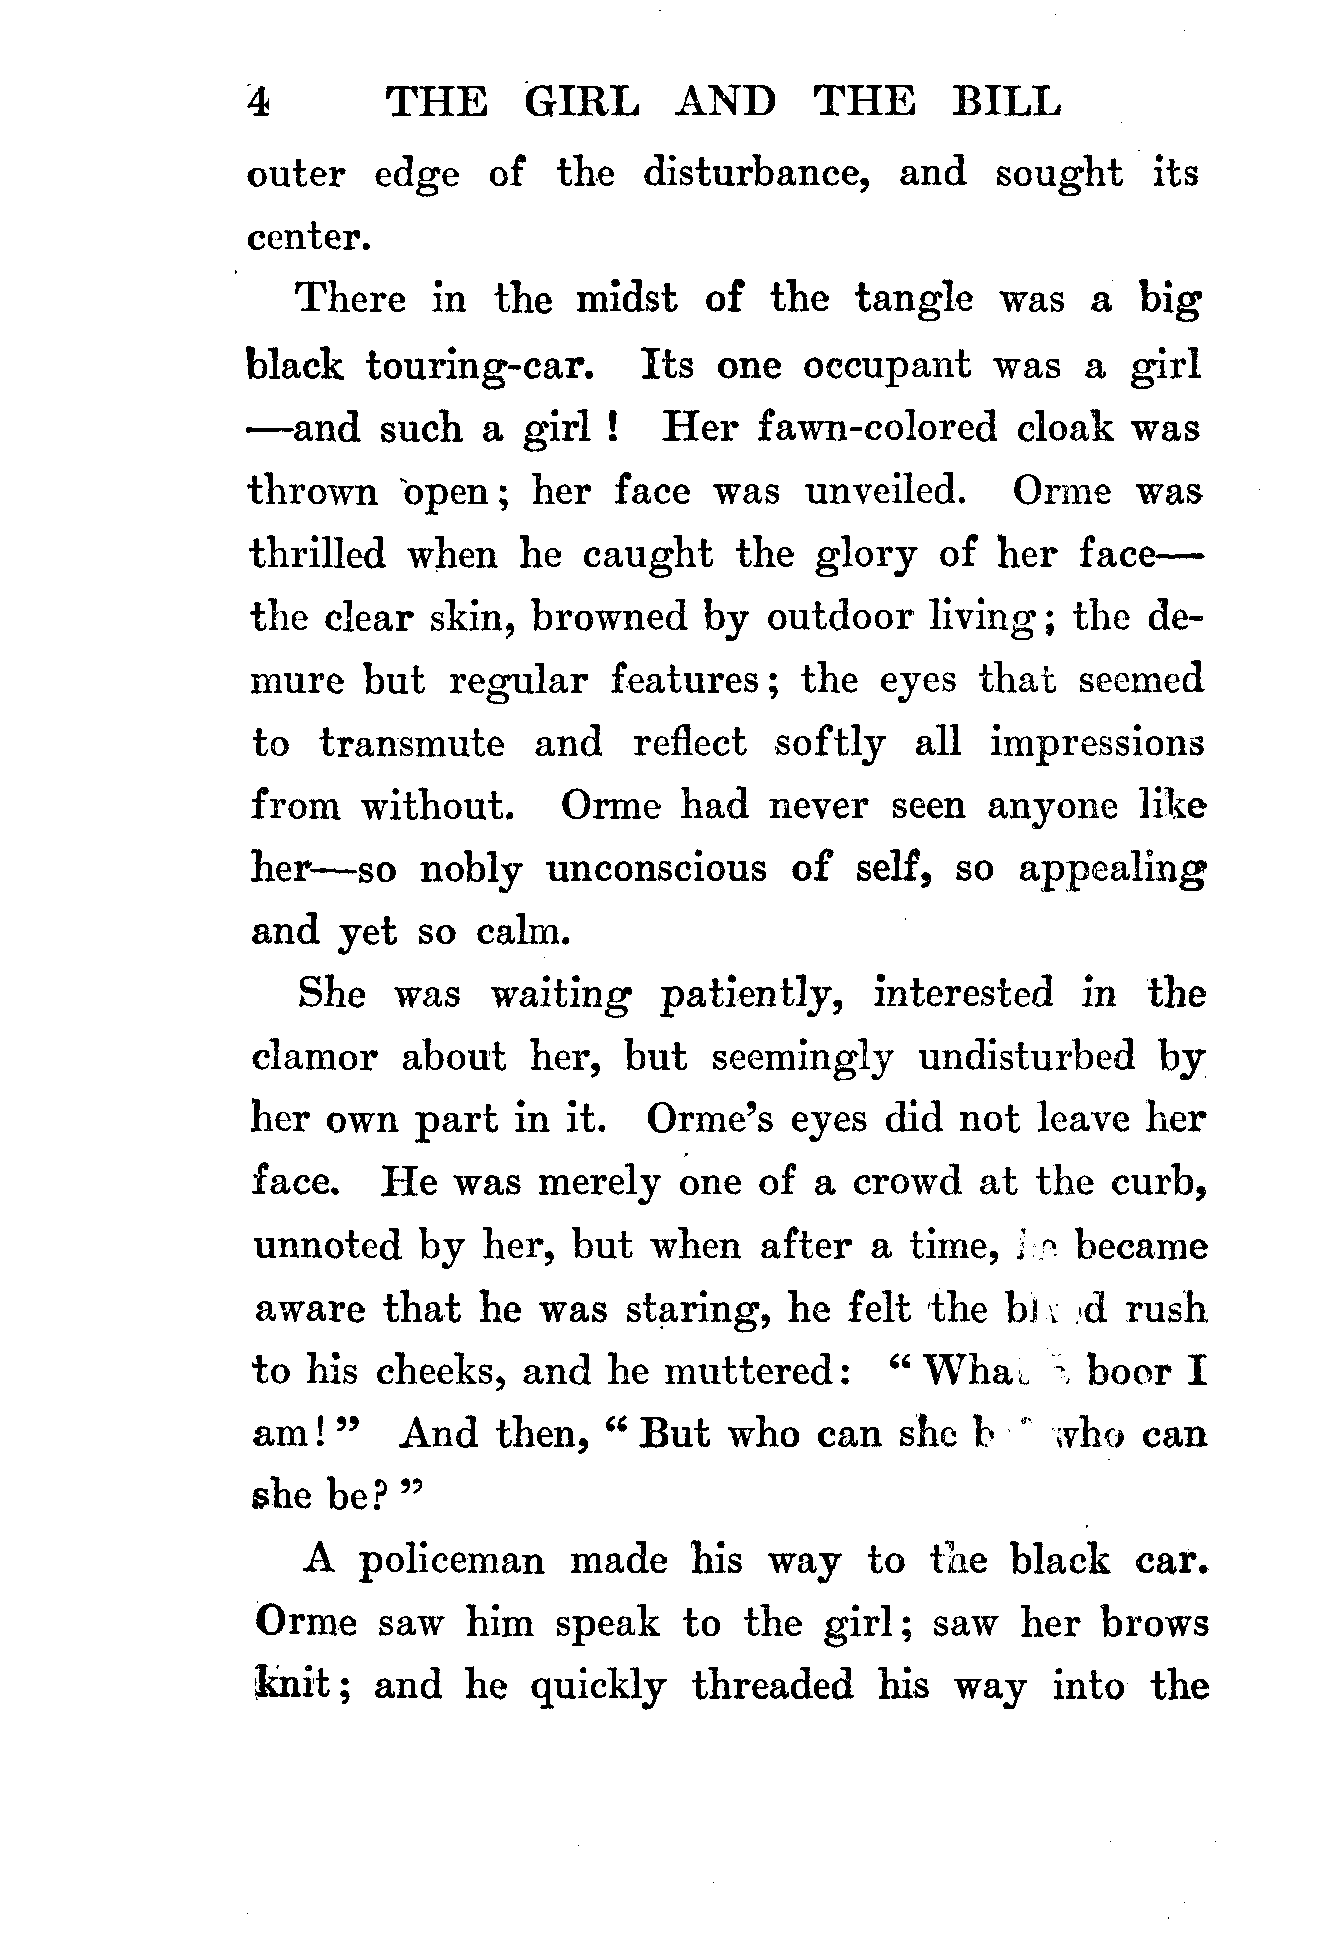 4 THE GIRL AND THE BILL
outer edge of the disturbance, and sought its
center.
There in the midst of the tangle was a big
black touring-car. Its one occupant was a girl
—and such a girl! Her fawn-colored cloak was
thrown open; her face was unveiled. Orme was
thrilled when he caught the glory of her face—
the clear skin, browned by outdoor living; the de-
mure but regular features; the eyes that seemed
to transmute and reflect softly all impressions
from without. Orme had never seen anyone like
her—so nobly unconscious of self, so appealing
and yet so calm.
She was waiting patiently, interested in the
clamor about her, but seemingly undisturbed by
her own part in it. Orme's eyes did not leave her
face. He was merely one of a crowd at the curb,
unnoted by her, but when after a time, he became
aware that he was staring, he felt the blood rush
to his cheeks, and he muttered: “What a boor I
am!” And then, “But who can she who can
she be?”
A policeman made his way to the black car.
Orme saw him speak to the girl; saw her brows
knit; and he quickly threaded his way into the